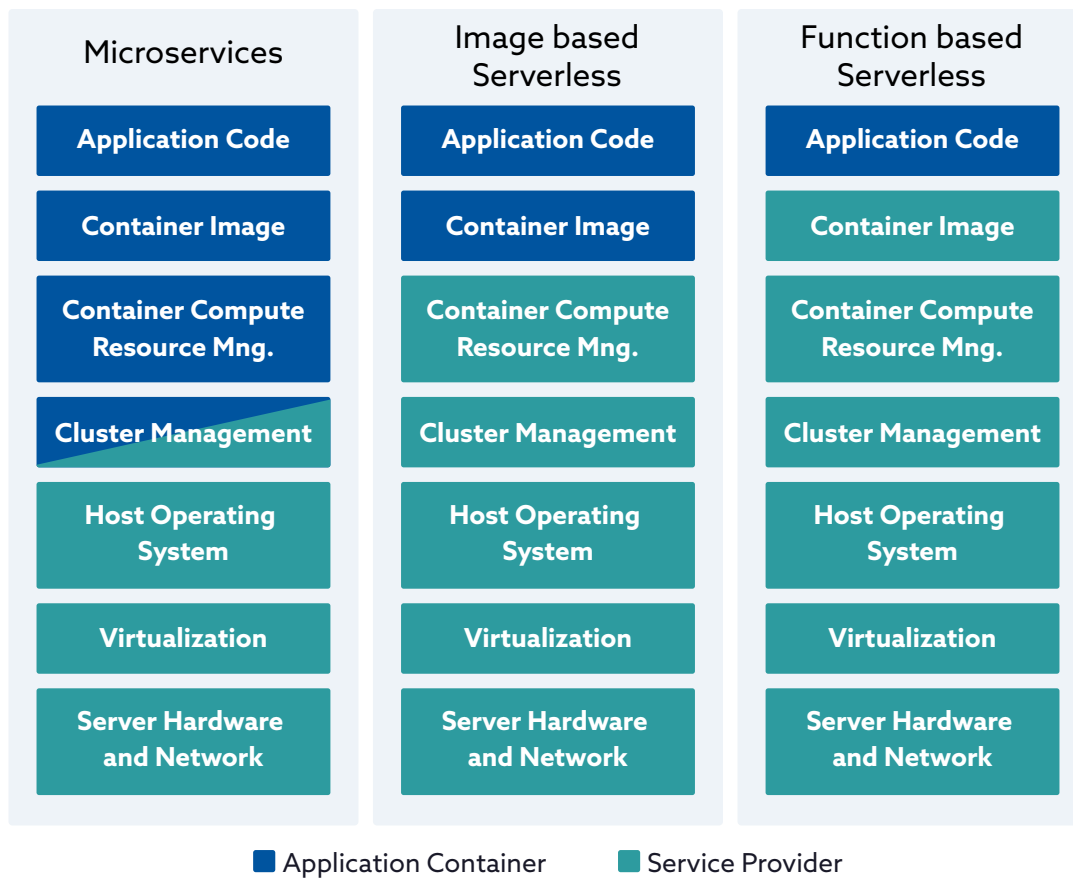 Microservices
Application Code
Container Image
Container Compute
Resource Mng.
Cluster Management
Host Operating
System
Virtualization
Server Hardware
and Network
Image based
Serverless
Application Code
Container Image
Container Compute
Resource Mng.
Cluster Management
Host Operating
System
Virtualization
Server Hardware
and Network
Function based
Serverless
Application Code
Container Image
Container Compute
Resource Mng.
Cluster Management
Host Operating
System
Virtualization
Server Hardware
and Network
Application Container
Service Provider